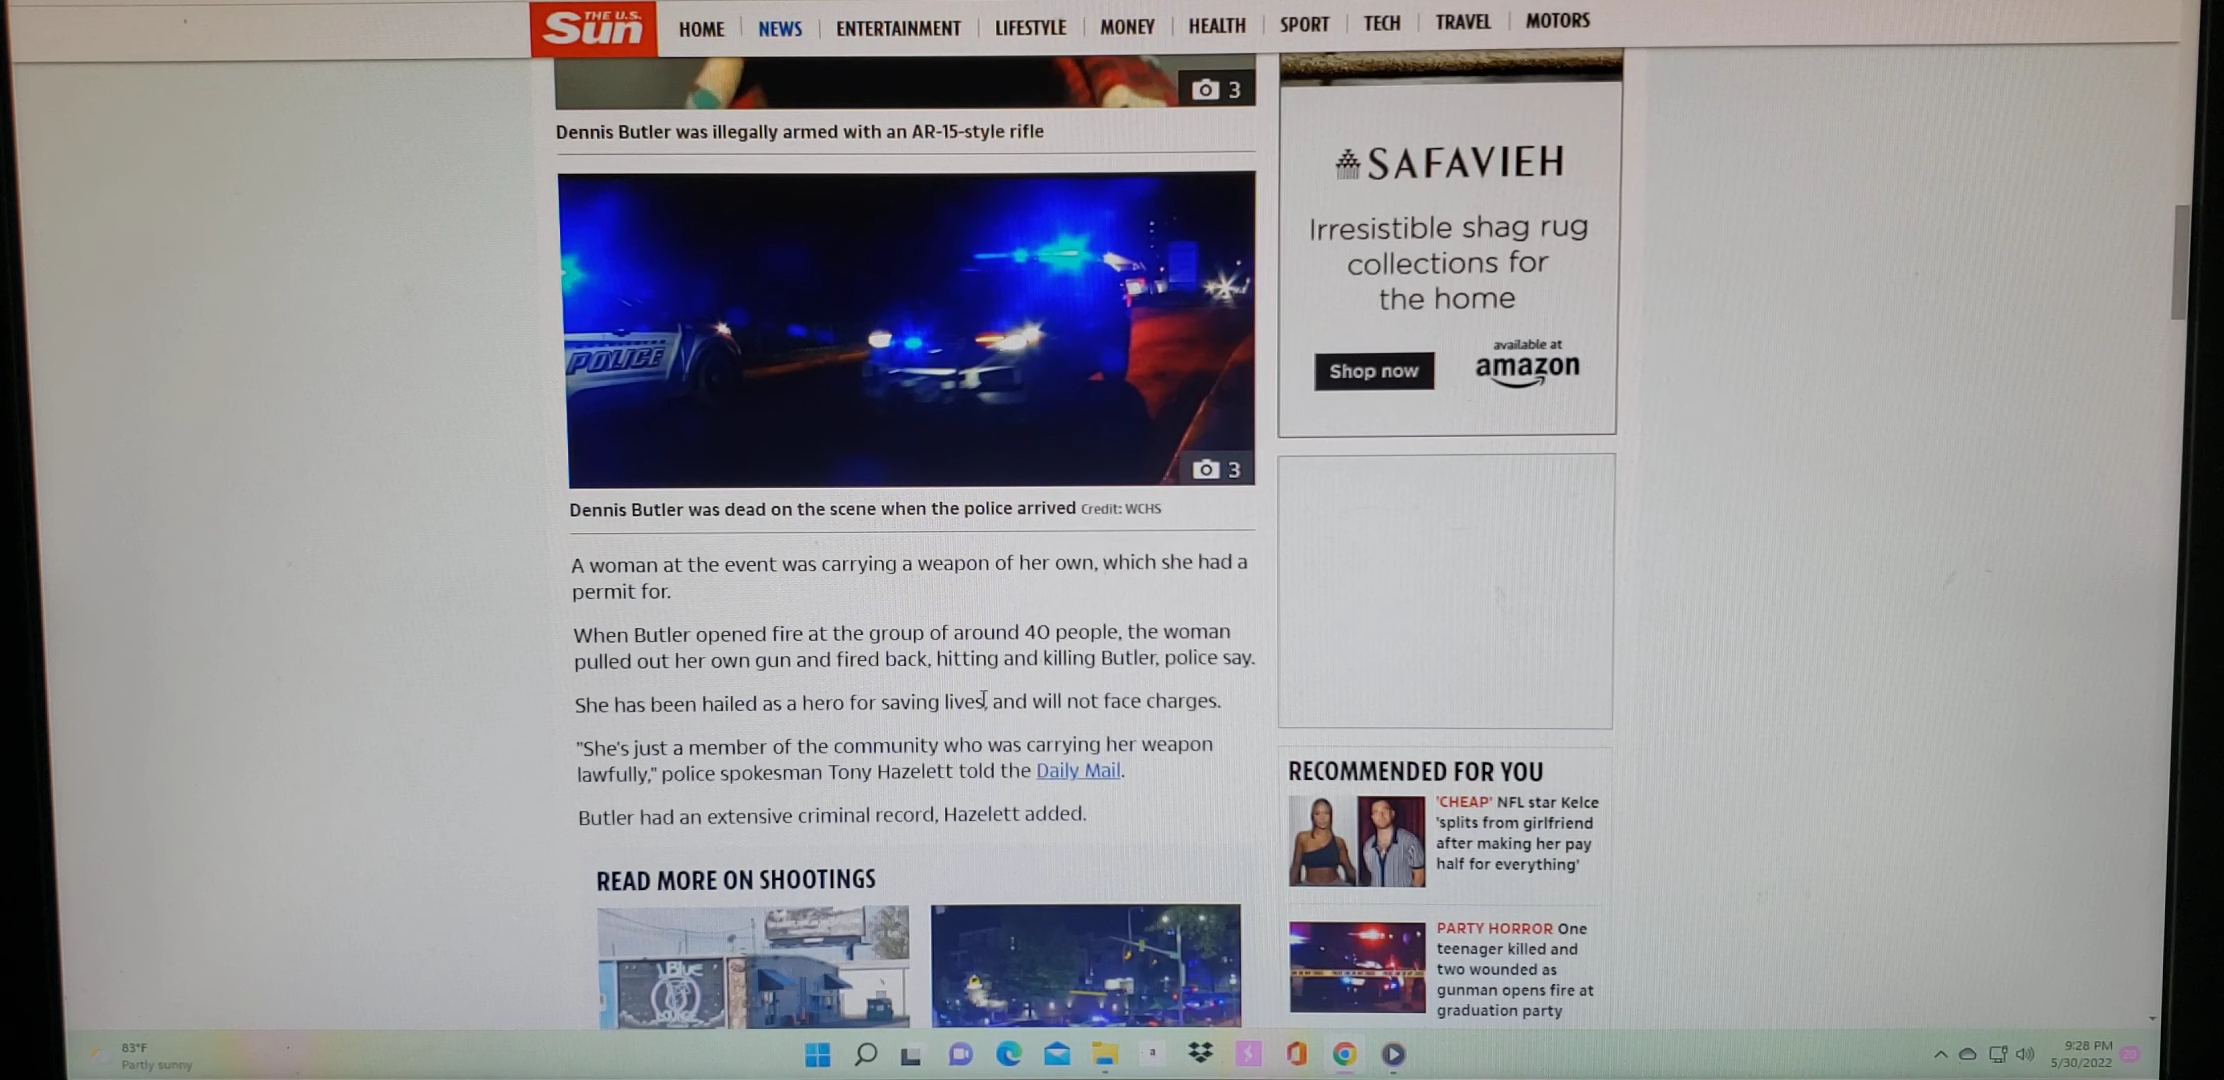 THE U.S.
Sun
HOME NEWS ENTERTAINMENT LIFESTYLE MONEY HEALTH SPORT TECH TRAVEL MOTORS
3
Dennis Butler was illegally armed with an AR-15-style rifle
POLICE
3
Dennis Butler was dead on the scene when the police arrived Credit: WCHS
A woman at the event was carrying a weapon of her own, which she had a
permit for.
When Butler opened fire at the group of around 40 people, the woman
pulled out her own gun and fired back, hitting and killing Butler, police say.
She has been hailed as a hero for saving lives, and will not face charges.
"She's just a member of the community who was carrying her weapon
lawfully," police spokesman Tony Hazelett told the Daily Mail.
Butler had an extensive criminal record, Hazelett added.
READ MORE ON SHOOTINGS
Blue
SAFAVIEH
Irresistible shag rug
collections for
the home
Shop now
available at
amazon
RECOMMENDED FOR YOU
'CHEAP' NFL star Kelce
'splits from girlfriend
after making her pay
half for everything'
PARTY HORROR One
teenager killed and
two wounded as
gunman opens fire at
graduation party
83°F
Partly sunny
a
9:28 PM
5/30/2022
20